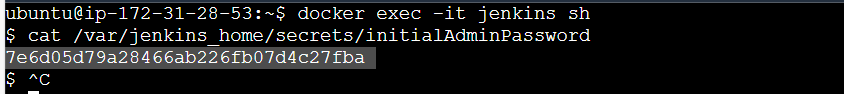 ubuntu@ip-172-31-28-53:~$ docker exec -it jenkins sh
$ cat /var/jenkins_home/secrets/initialAdminPassword
7e6d05d79a28466ab226fb07d4c27fba
$ ^C